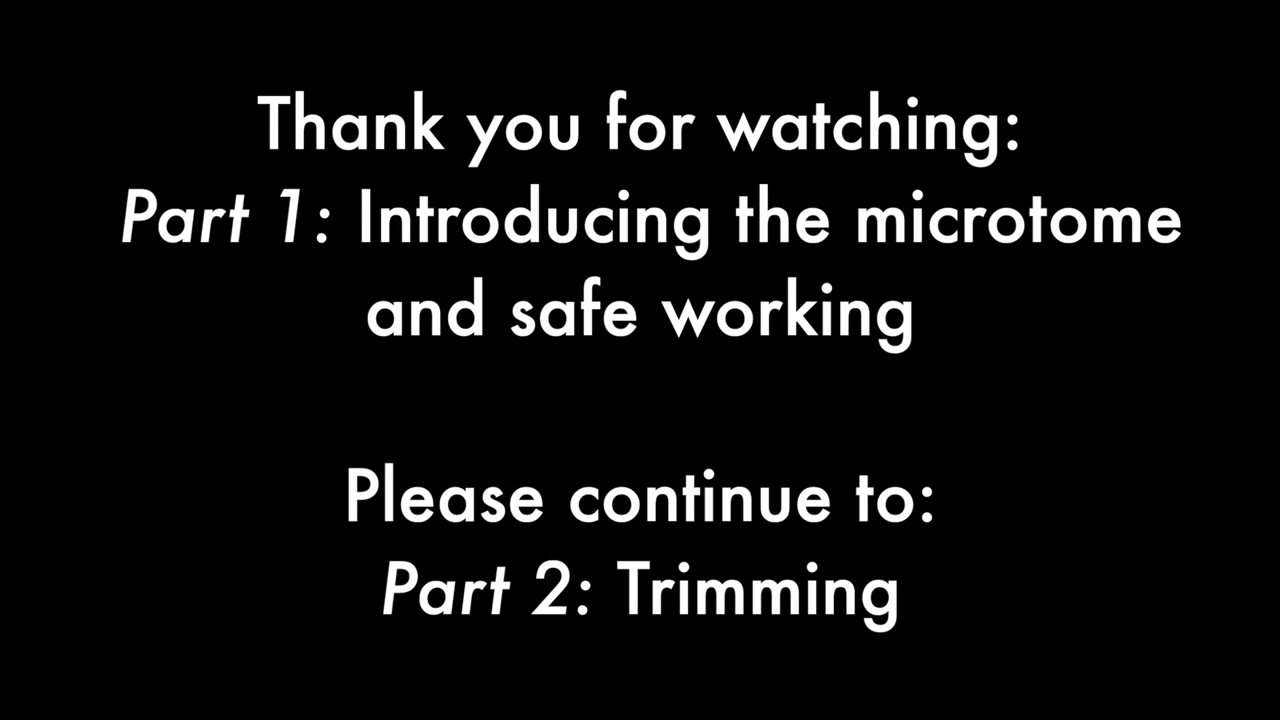 Thank you for watching:
Part 1: Introducing the microtome
and safe working
Please continue to:
Part 2: Trimming